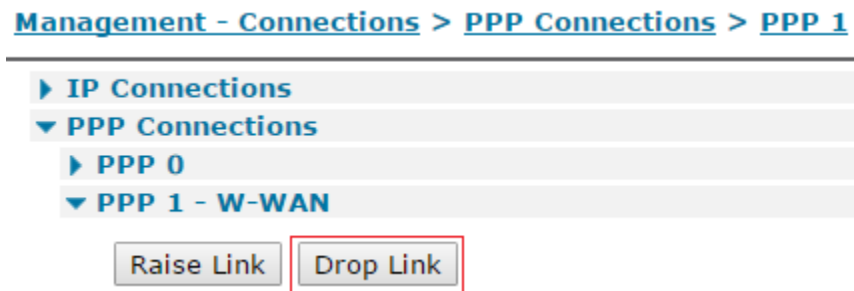 Management - Connections > PPP Connections > PPP 1
IP Connections
PPP Connections
PPP 0
PPP 1 - W-WAN
Raise Link Drop Link